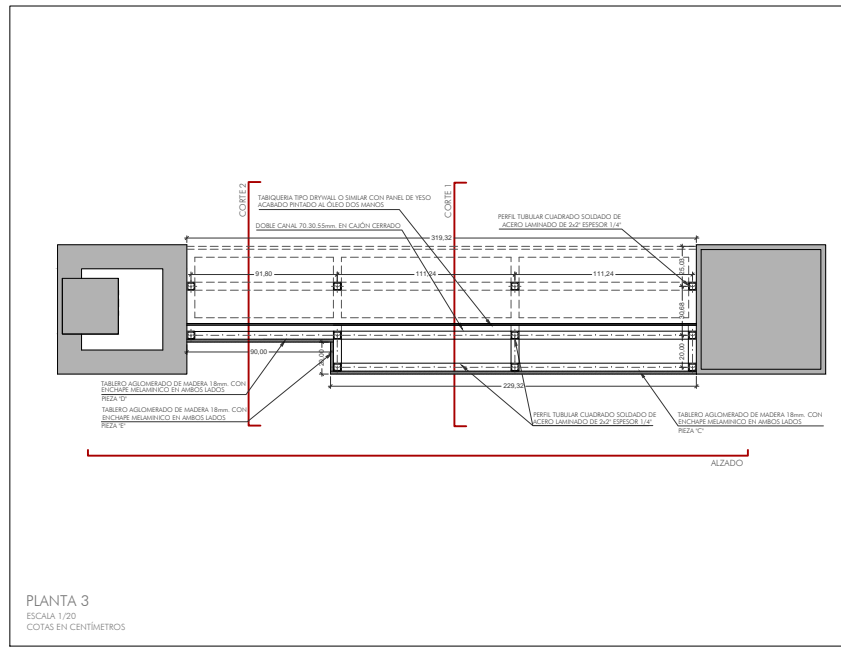 CORTE 2
CORTE 1
TABIQUERIA TIPO DRYWALL O SIMILAR CON PANEL DE YESO
ACABADO PINTADO AL ÓLEO DOS MANOS
DOBLE CANAL 70.30.55mm. EN CAJÓN CERRADO
PERFIL TUBULAR CUADRADO SOLDADO DE
ACERO LAMINADO DE 2x2" ESPESOR 1/4"
319,32
91,80
111,24
111,24
25,03
30,68
20,00
90,00
20,00
229,32
TABLERO AGLOMERADO DE MADERA 18mm. CON
ENCHAPE MELAMINICO EN AMBOS LADOS
PIEZA "D"
TABLERO AGLOMERADO DE MADERA 18mm. CON
ENCHAPE MELAMINICO EN AMBOS LADOS
PIEZA "E"
PERFIL TUBULAR CUADRADO SOLDADO DE
ACERO LAMINADO DE 2x2" ESPESOR 1/4"
TABLERO AGLOMERADO DE MADERA 18mm. CON
ENCHAPE MELAMINICO EN AMBOS LADOS
PIEZA "C"
ALZADO
PLANTA 3
ESCALA 1/20
COTAS EN CENTÍMETROS